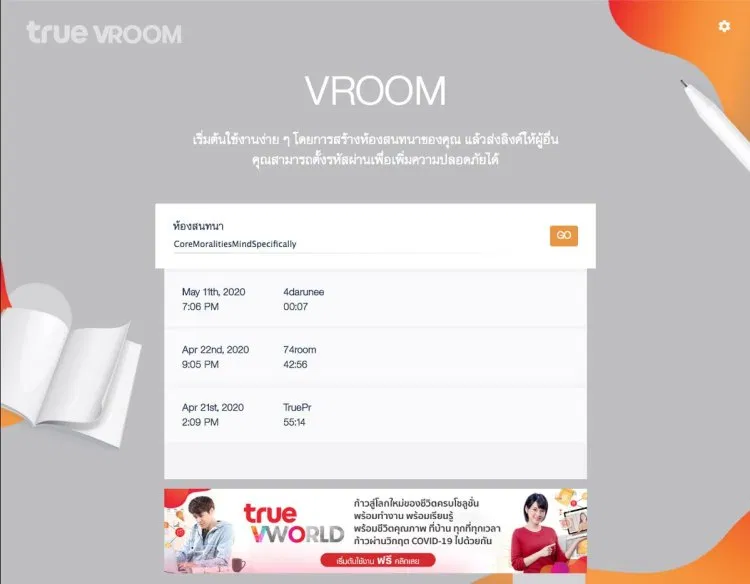 true VROOM
VROOM
เริ่มต้นใช้งานง่าย ๆ โดยการสร้างห้องสนทนาของคุณ แล้วส่งลิงค์ให้ผู้อื่น
คุณสามารถตั้งรหัสผ่านเพื่อเพิ่มความปลอดภัยได้
ห้องสนทนา
CoreMoralitiesMindSpecifically
GO
May 11th, 2020 4darunee
7:06 PM 00:07
Apr 22nd, 2020 74room
9:05 PM 42:56
Apr 21st, 2020 TruePr
2:09 PM 55:14
true
VWORLD
ก้าวสู่โลกใหม่ของชีวิตครบโซลูชั่น
พร้อมทำงาน พร้อมเรียนรู้
พร้อมชีวิตคุณภาพ ที่บ้าน ทุกที่ทุกเวลา
ก้าวผ่านวิกฤต COVID-19 ไปด้วยกัน
เริ่มต้นใช้งาน ฟรี คลิกเลย